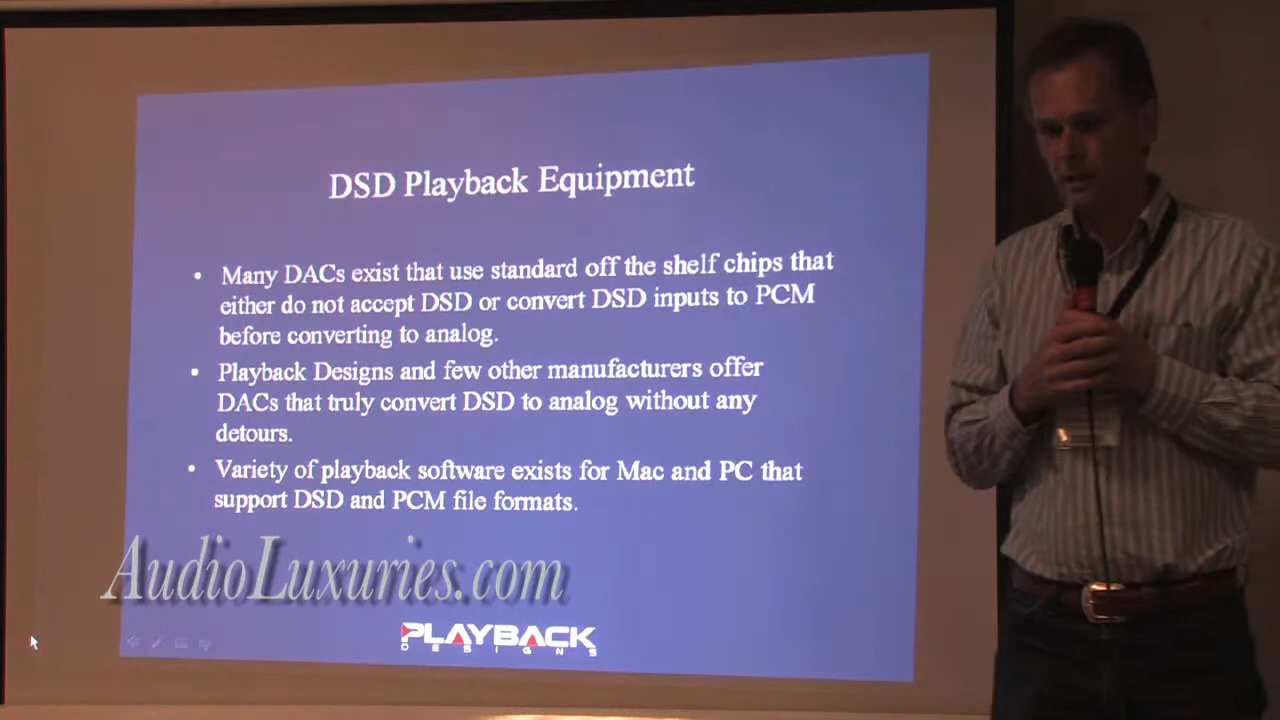 DSD Playback Equipment
• Many DACs exist that use standard off the shelf chips that
either do not accept DSD or convert DSD inputs to PCM
before converting to analog.
• Playback Designs and few other manufacturers offer
DACs that truly convert DSD to analog without any
detours.
• Variety of playback software exists for Mac and PC that
support DSD and PCM file formats.
AudioLuxuries.com
PLAYBACK
DESIGNS